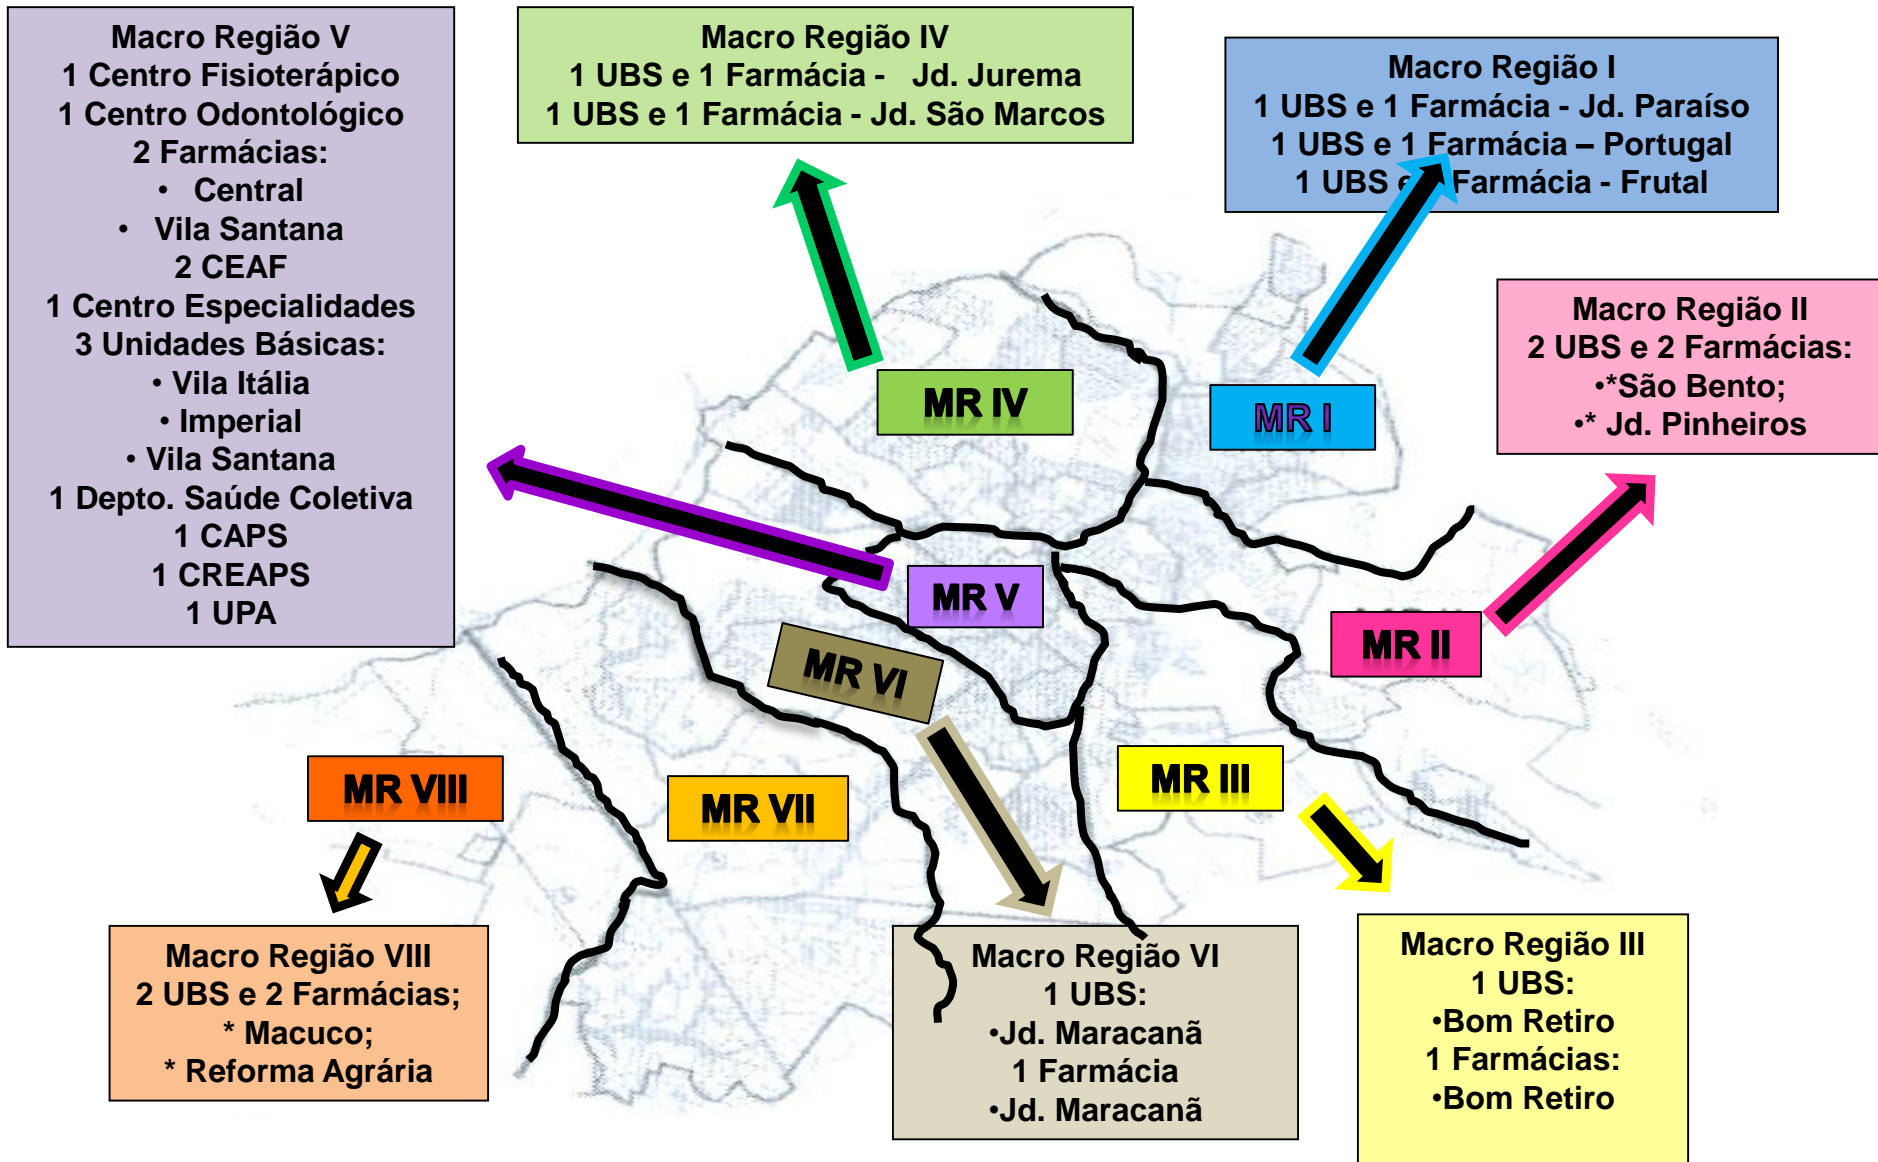 Macro Região V
1 Centro Fisioterápico
1 Centro Odontológico
2 Farmácias:
• Central
• Vila Santana
2 CEAF
1 Centro Especialidades
3 Unidades Básicas:
• Vila Itália
• Imperial
• Vila Santana
1 Depto. Saúde Coletiva
1 CAPS
1 CREAPS
1 UPA
Macro Região IV
1 UBS e 1 Farmácia - Jd. Jurema
1 UBS e 1 Farmácia - Jd. São Marcos
Macro Região I
1 UBS e 1 Farmácia - Jd. Paraíso
1 UBS e 1 Farmácia – Portugal
1 UBS e Farmácia - Frutal
Macro Região II
2 UBS e 2 Farmácias:
•*São Bento;
•* Jd. Pinheiros
MR IV
MR I
MR V
MR II
MR VI
MR III
MR VIII
MR VII
Macro Região VIII
2 UBS e 2 Farmácias;
* Macuco;
* Reforma Agrária
Macro Região VI
1 UBS:
•Jd. Maracanã
1 Farmácia
•Jd. Maracanã
Macro Região III
1 UBS:
•Bom Retiro
1 Farmácias:
•Bom Retiro